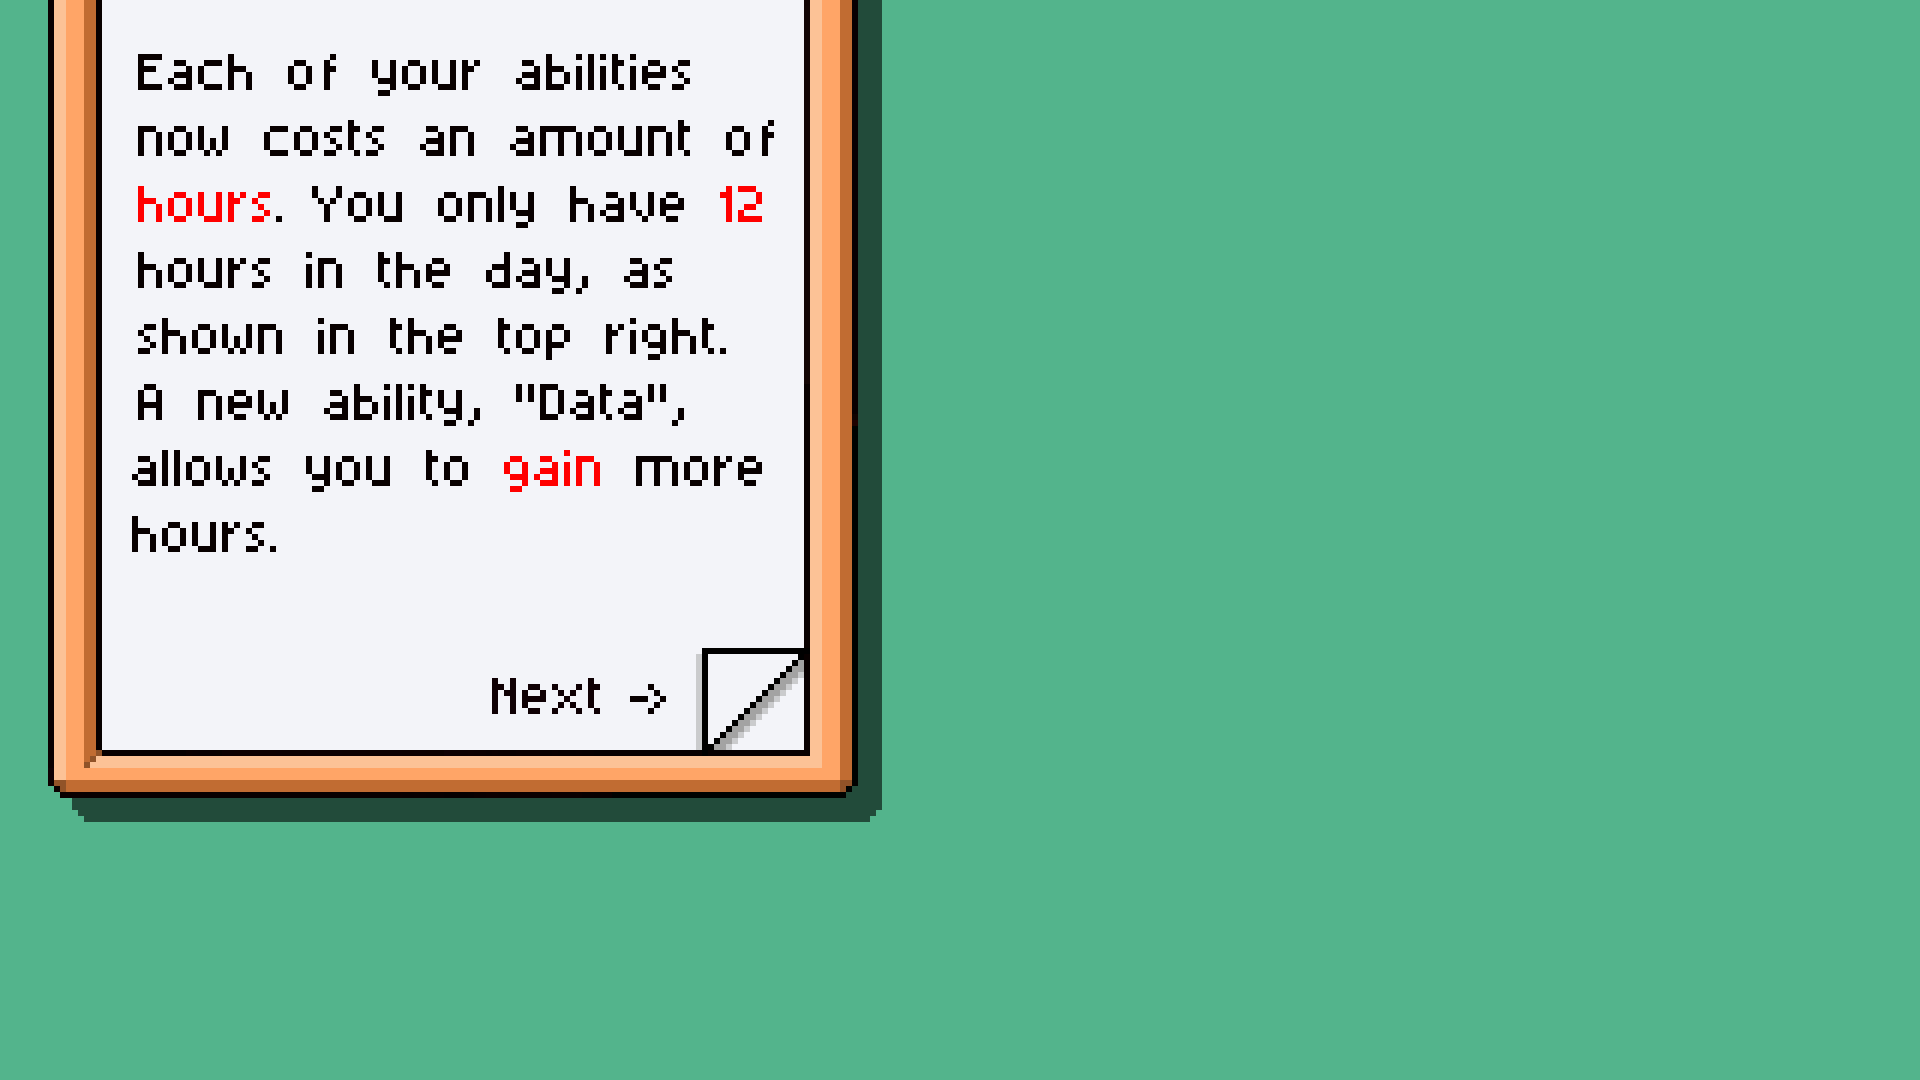 Each of your abilities
now costs an amount of
hours. You only have 12
hours in the day, as
shown in the top right.
A new ability, "Data",
allows you to gain more
hours.
Next ->